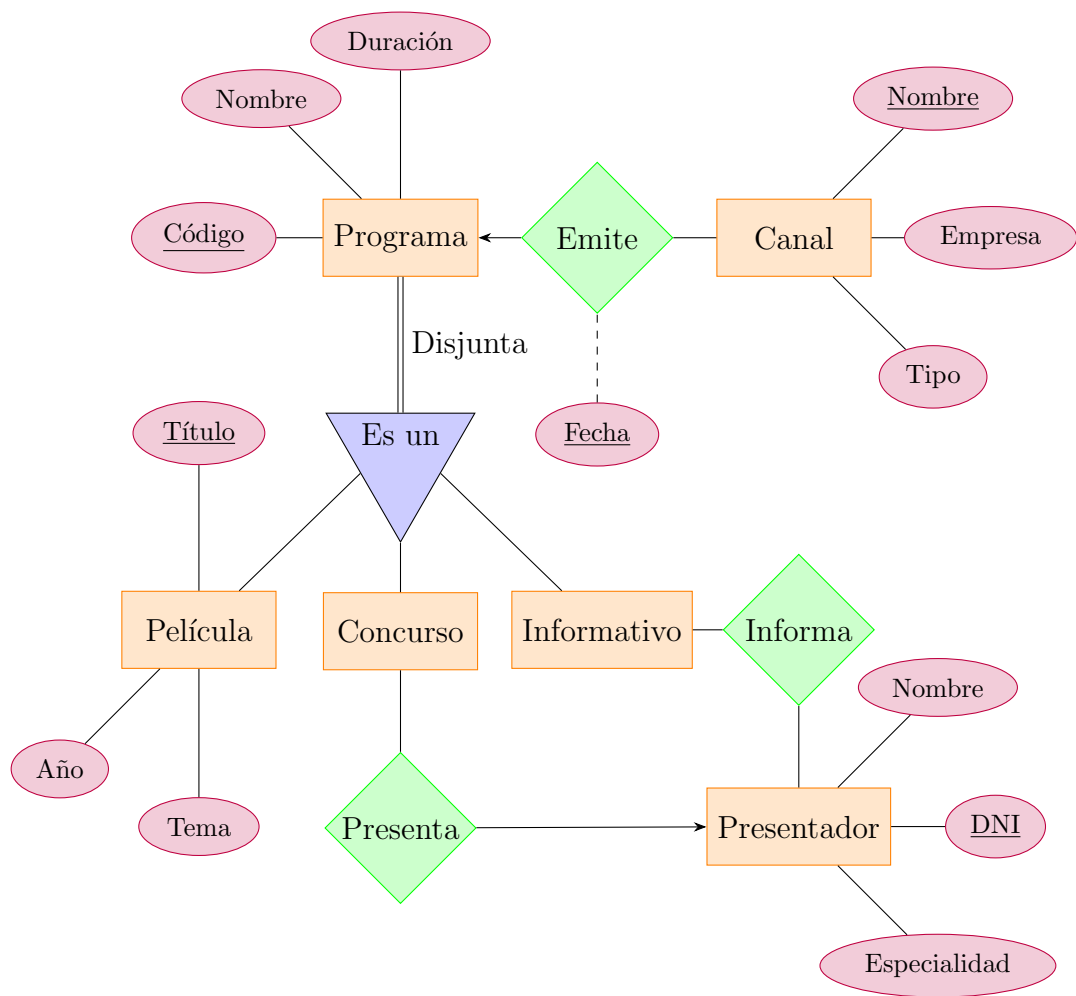 Duración
Nombre
Nombre
Código
Programa
Emite
Canal
Empresa
Disjunta
Tipo
Título
Es un
Fecha
Película
Concurso
Informativo
Informa
Nombre
Año
Tema
Presenta
Presentador
DNI
Especialidad